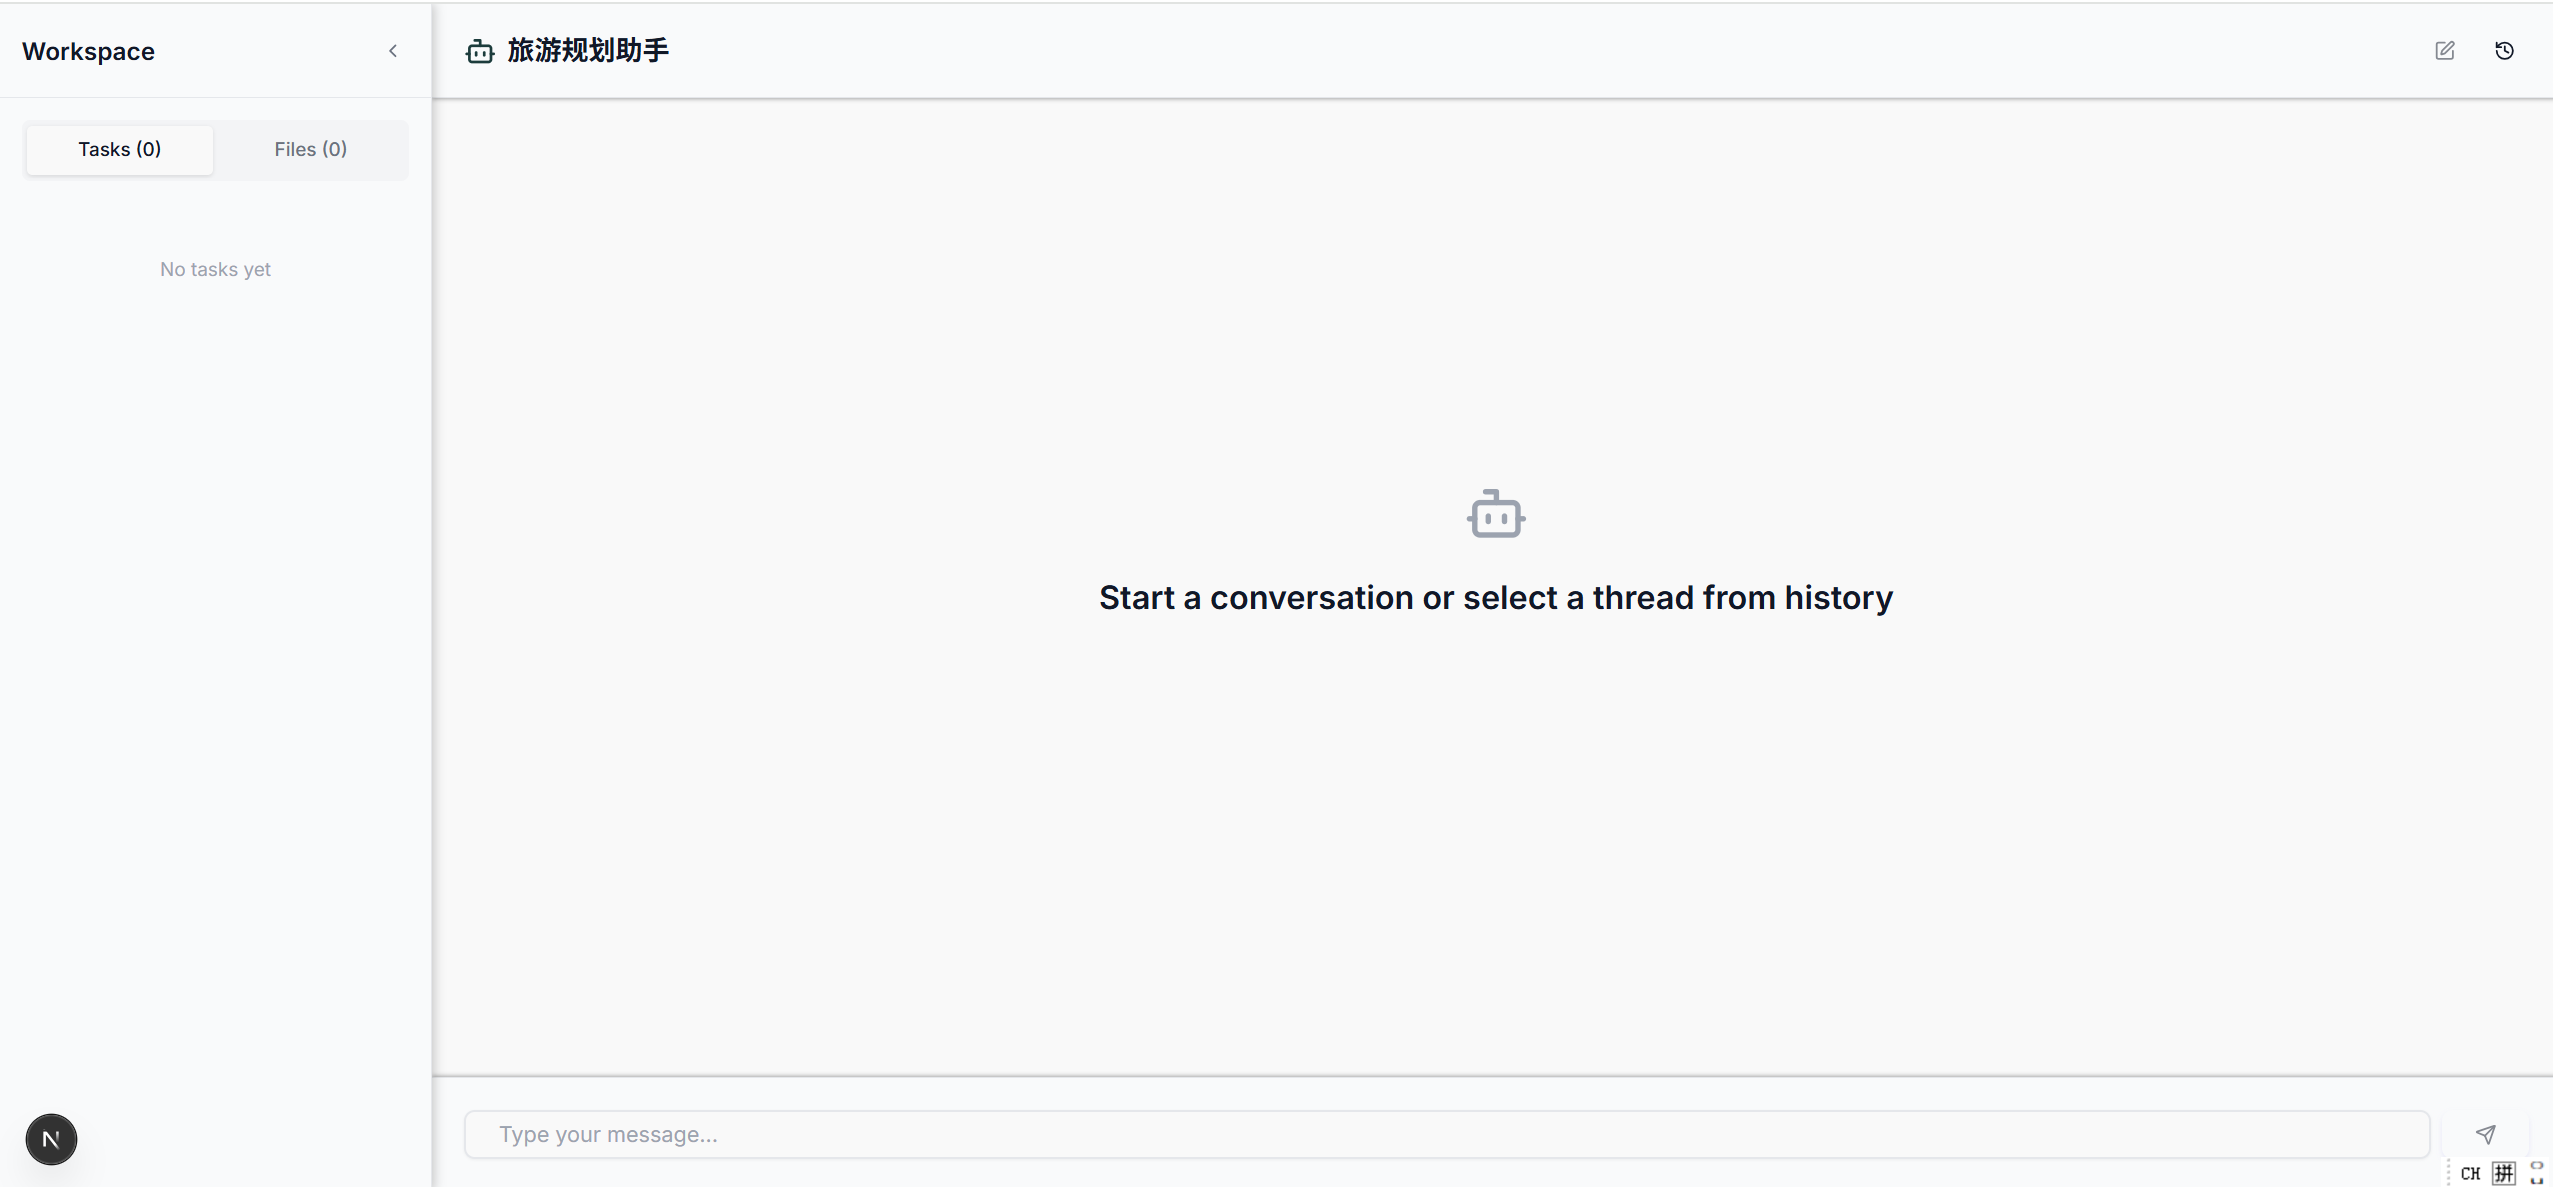 Workspace
旅游规划助手
Tasks (0)
Files (0)
No tasks yet
Start a conversation or select a thread from history
Type your message...
N
CH 拼